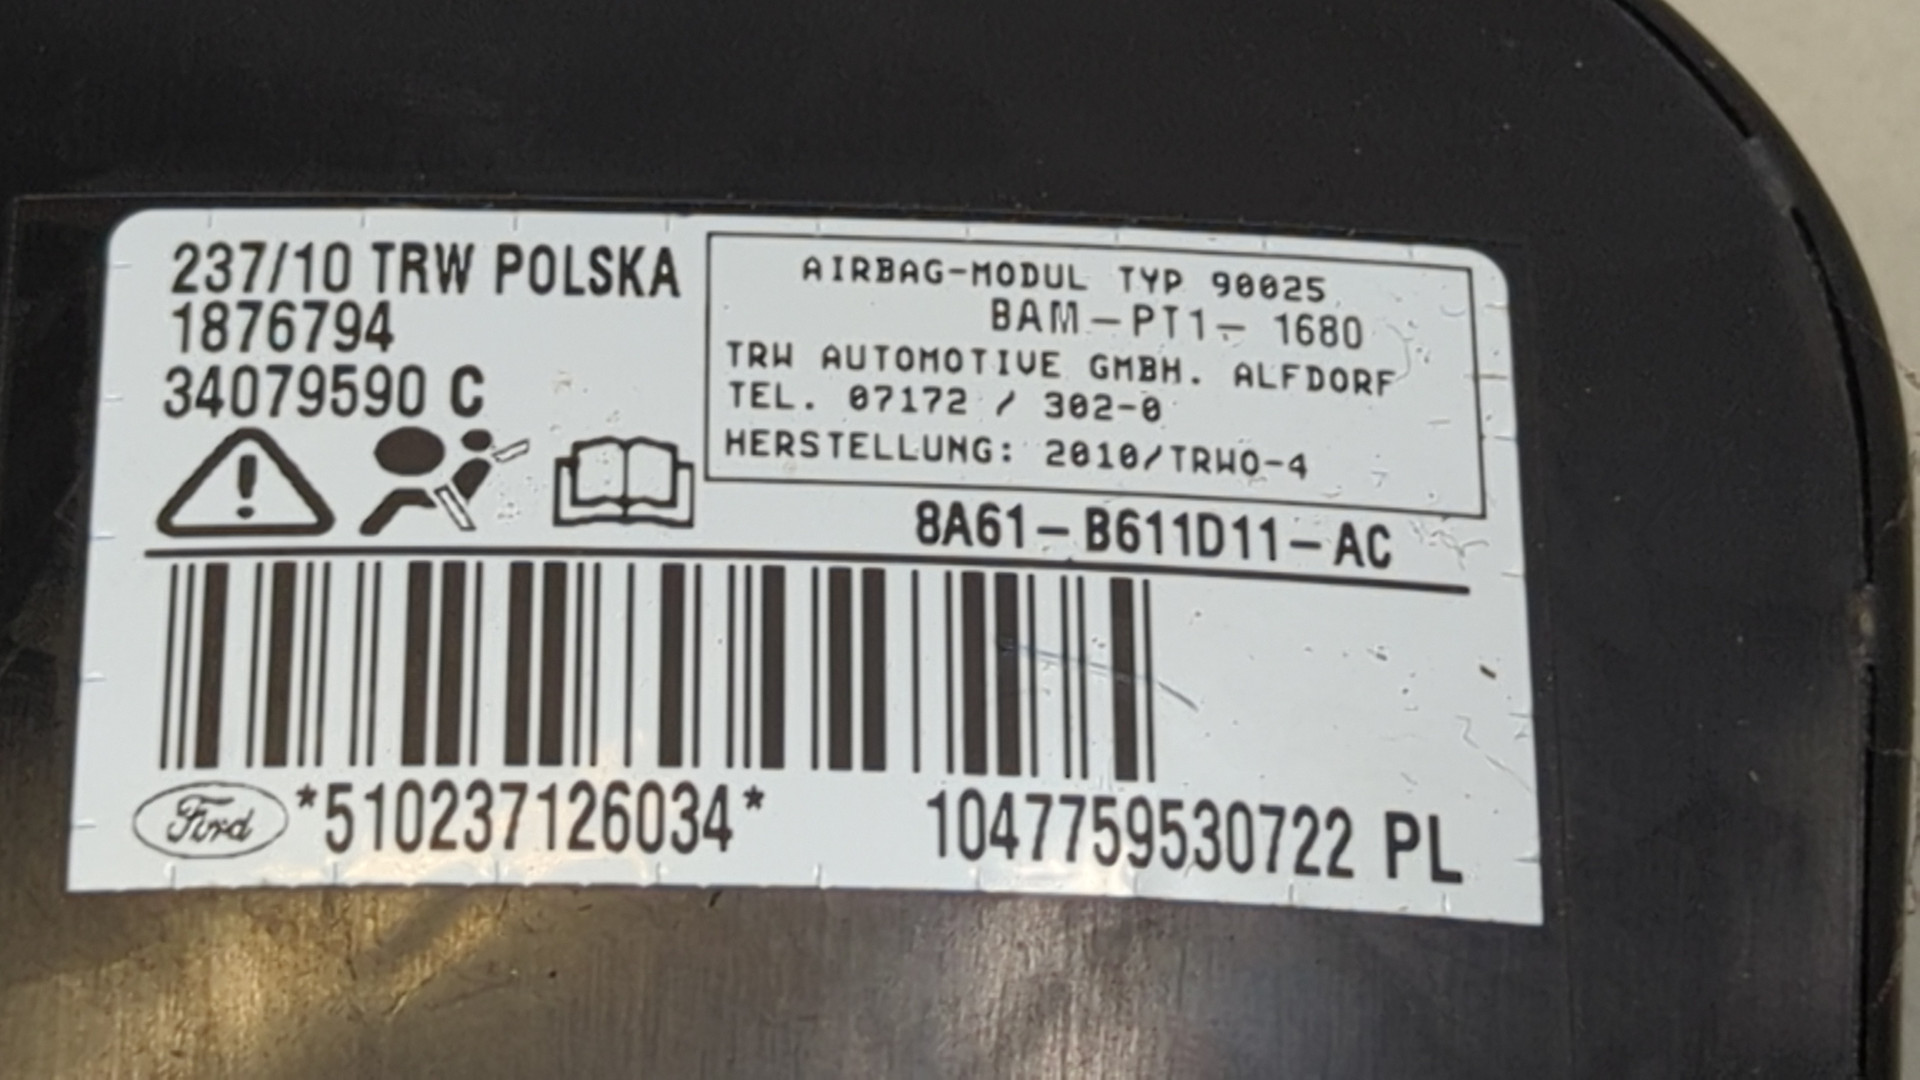 237/10 TRW POLSKA
1876794
34079590 C
AIRBAG-MODUL TYP 90025
BAM-PT1- 1680
TRW AUTOMOTIVE GMBH. ALFDORF
TEL. 07172 / 302-0
HERSTELLUNG: 2010/TRWO-4
8A61-B611D11-AC
Ford *510237126034* 1047759530722 PL